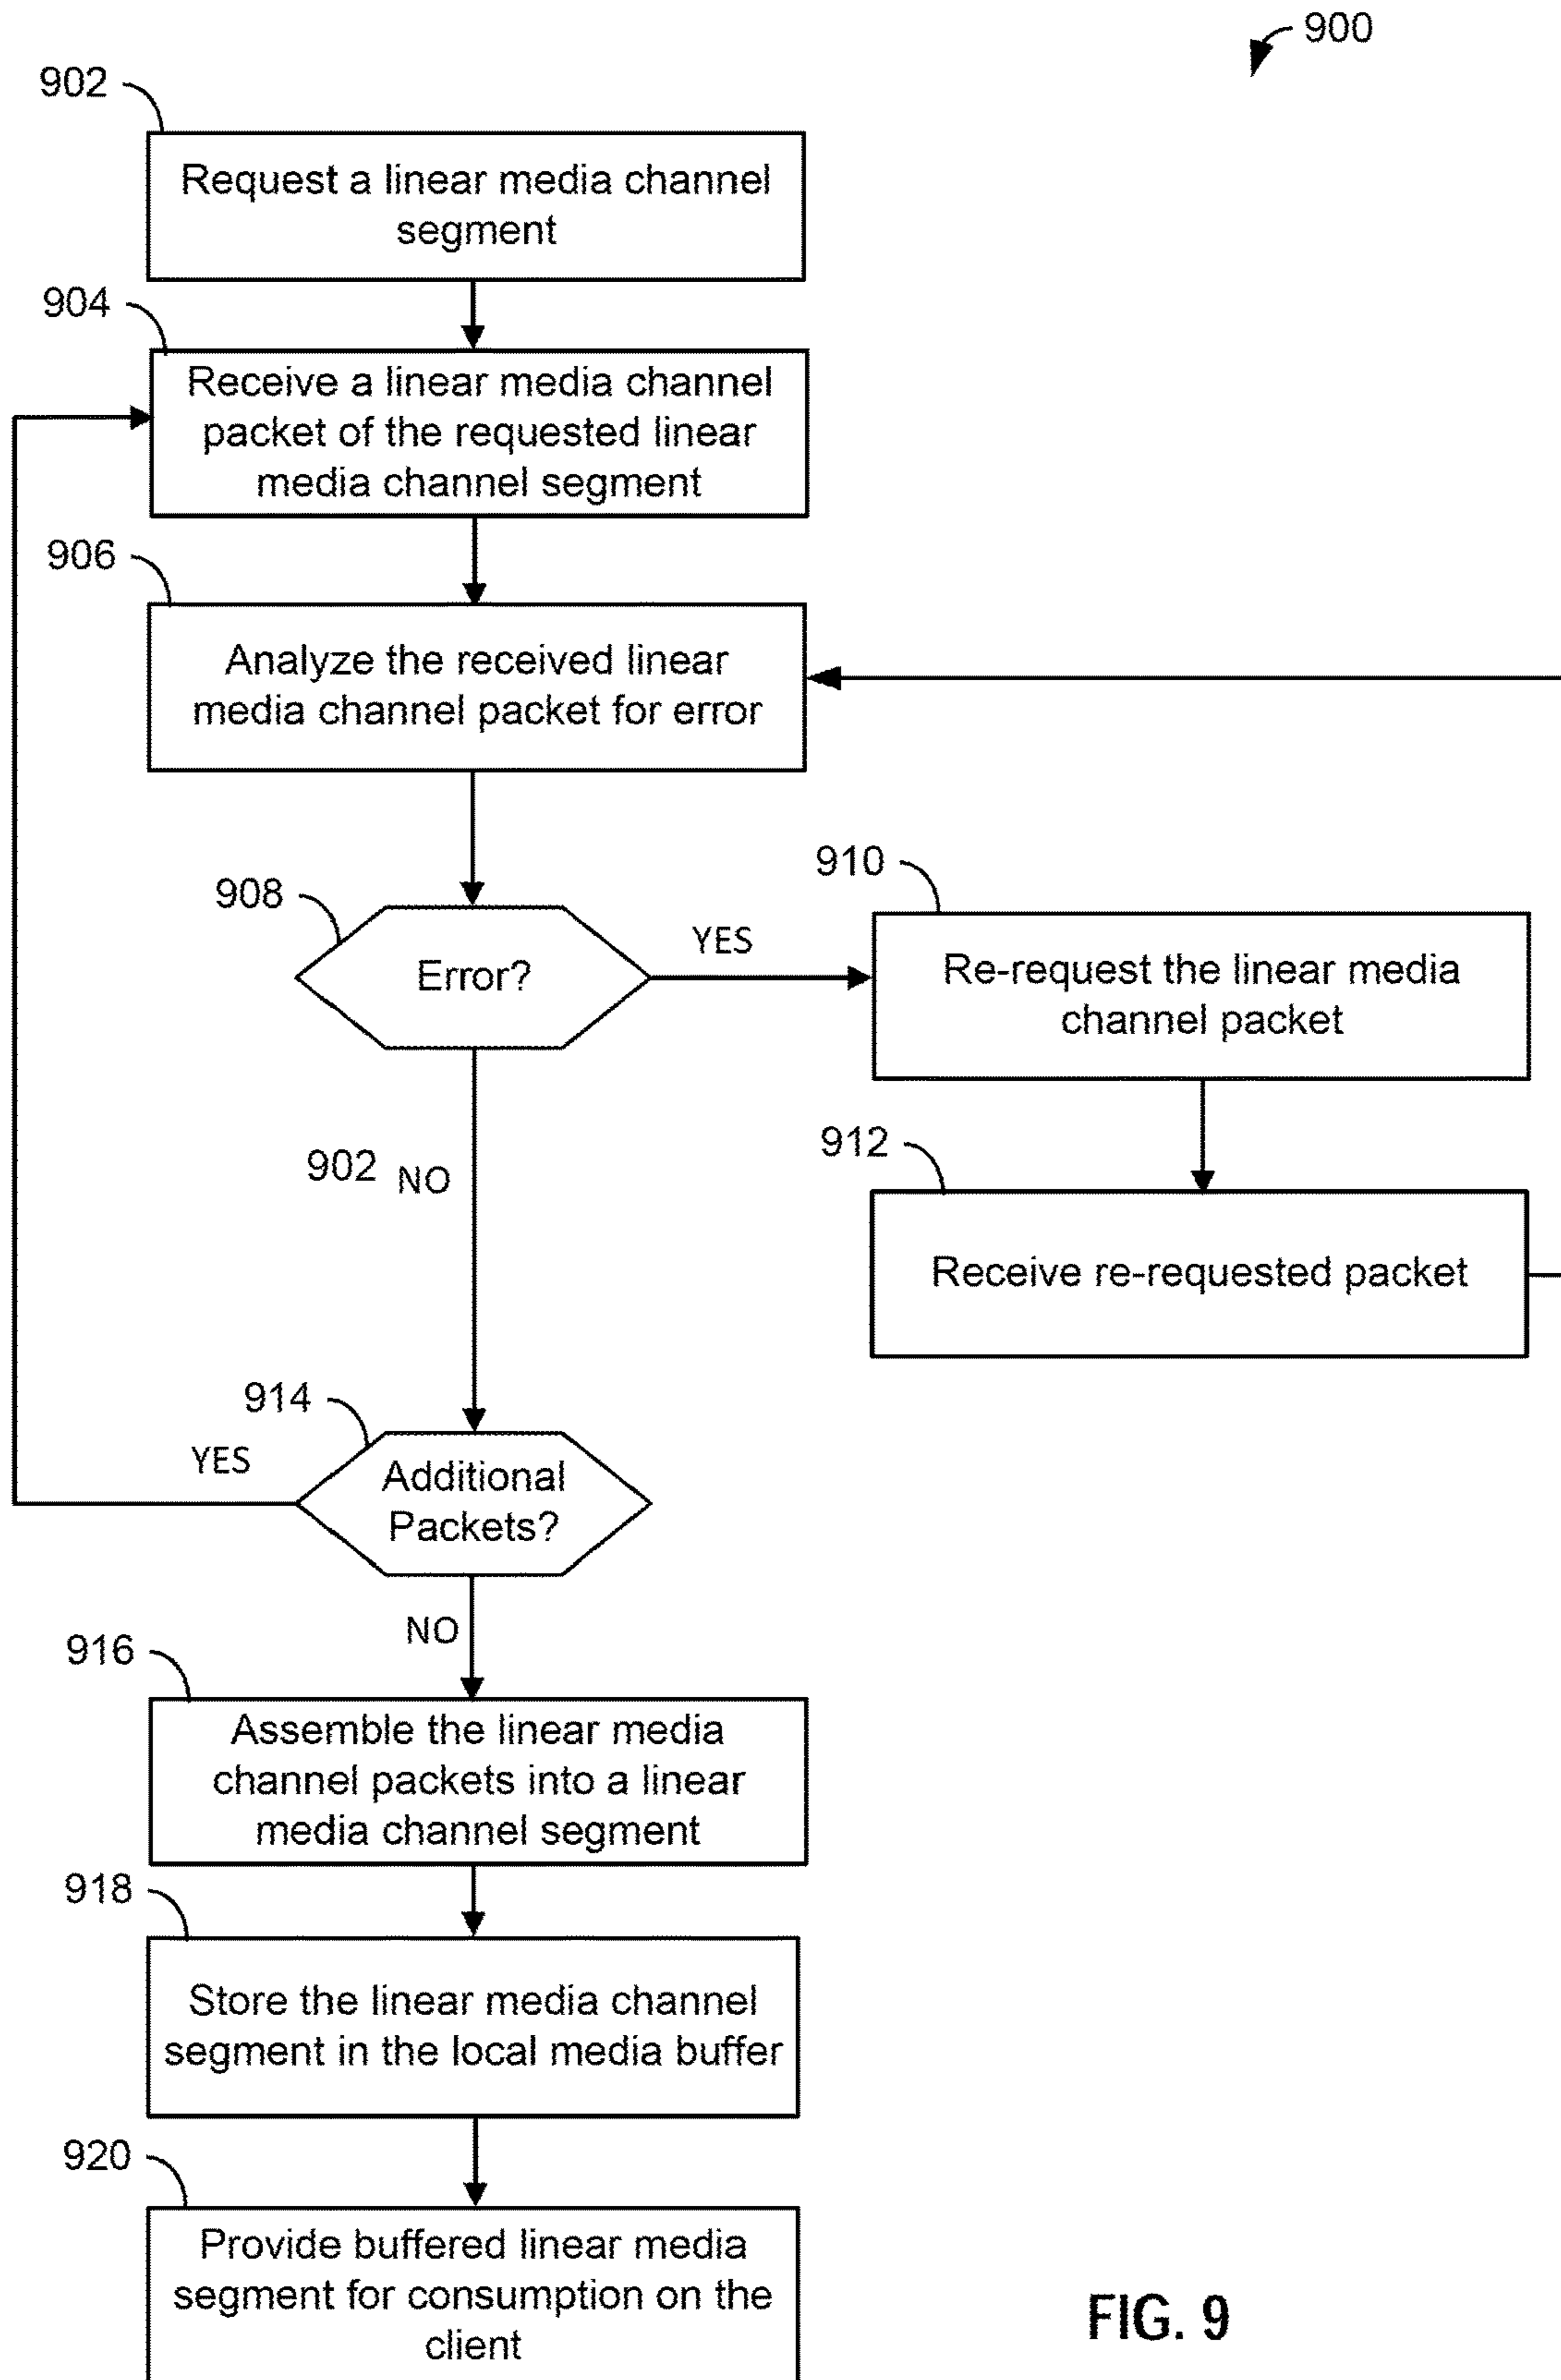 900
902
Request a linear media channel
segment
904
Receive a linear media channel
packet of the requested linear
media channel segment
906
Analyze the received linear
media channel packet for error
908
Error?
YES
910
Re-request the linear media
channel packet
902
NO
912
Receive re-requested packet
914
YES
Additional
Packets?
NO
916
Assemble the linear media
channel packets into a linear
media channel segment
918
Store the linear media channel
segment in the local media buffer
920
Provide buffered linear media
segment for consumption on the
client
FIG. 9